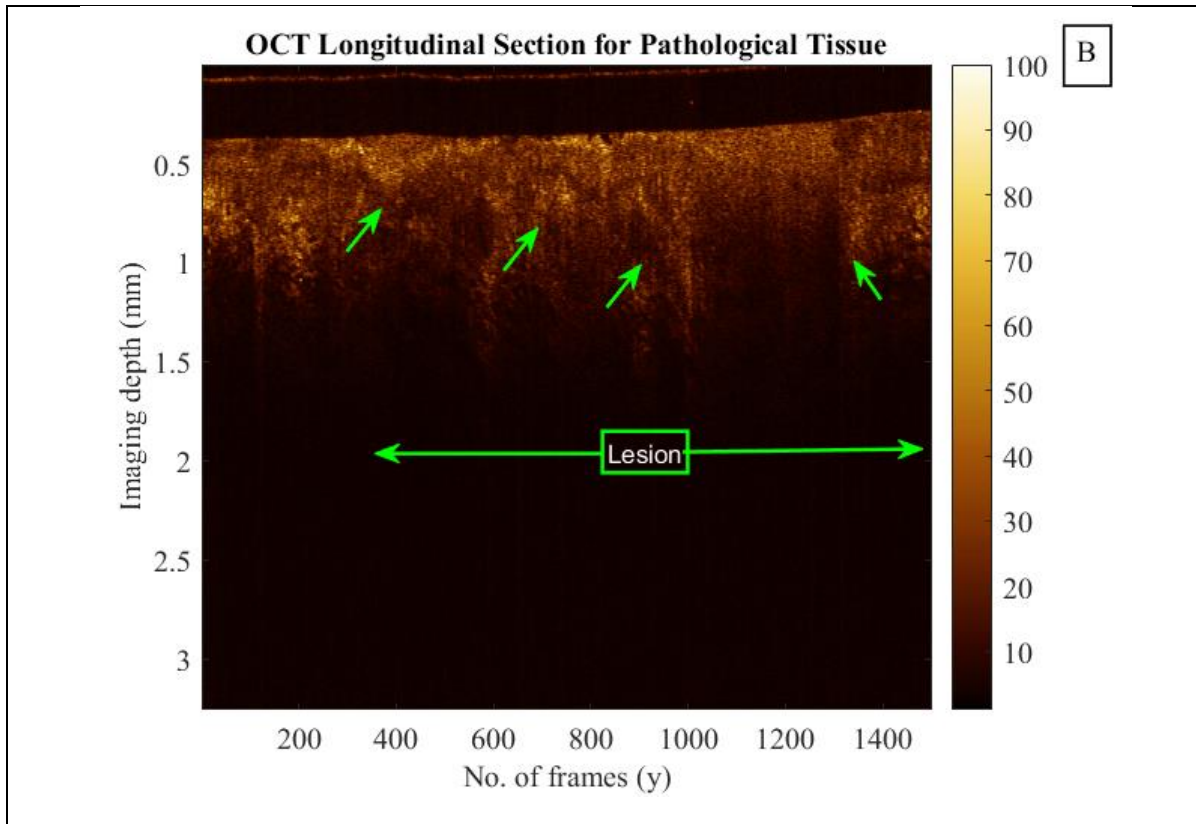 OCT Longitudinal Section for Pathological Tissue
B
100
90
80
70
60
50
40
30
20
10
0.5
1
1.5
2
2.5
3
Imaging depth (mm)
Lesion
200 400 600 800 1000 1200 1400
No. of frames (y)